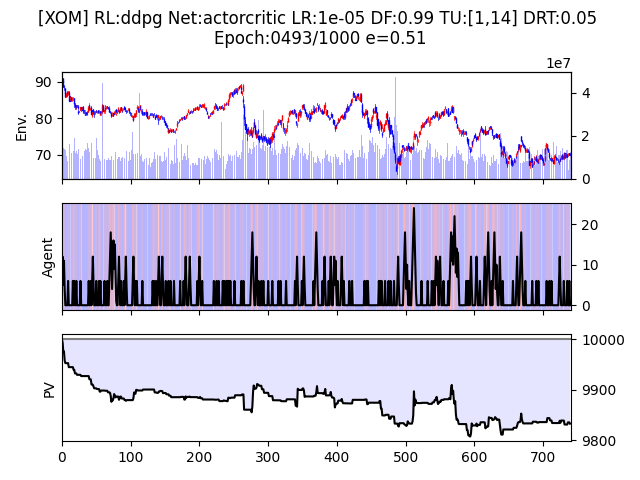 [XOM] RL:ddpg Net:actorcritic LR:1e-05 DF:0.99 TU:[1,14] DRT:0.05
Epoch:0493/1000 e=0.51
1e7
90
80
70
Env.
4
2
0
Agent
20
10
0
PV
10000
9900
9800
0 100 200 300 400 500 600 700